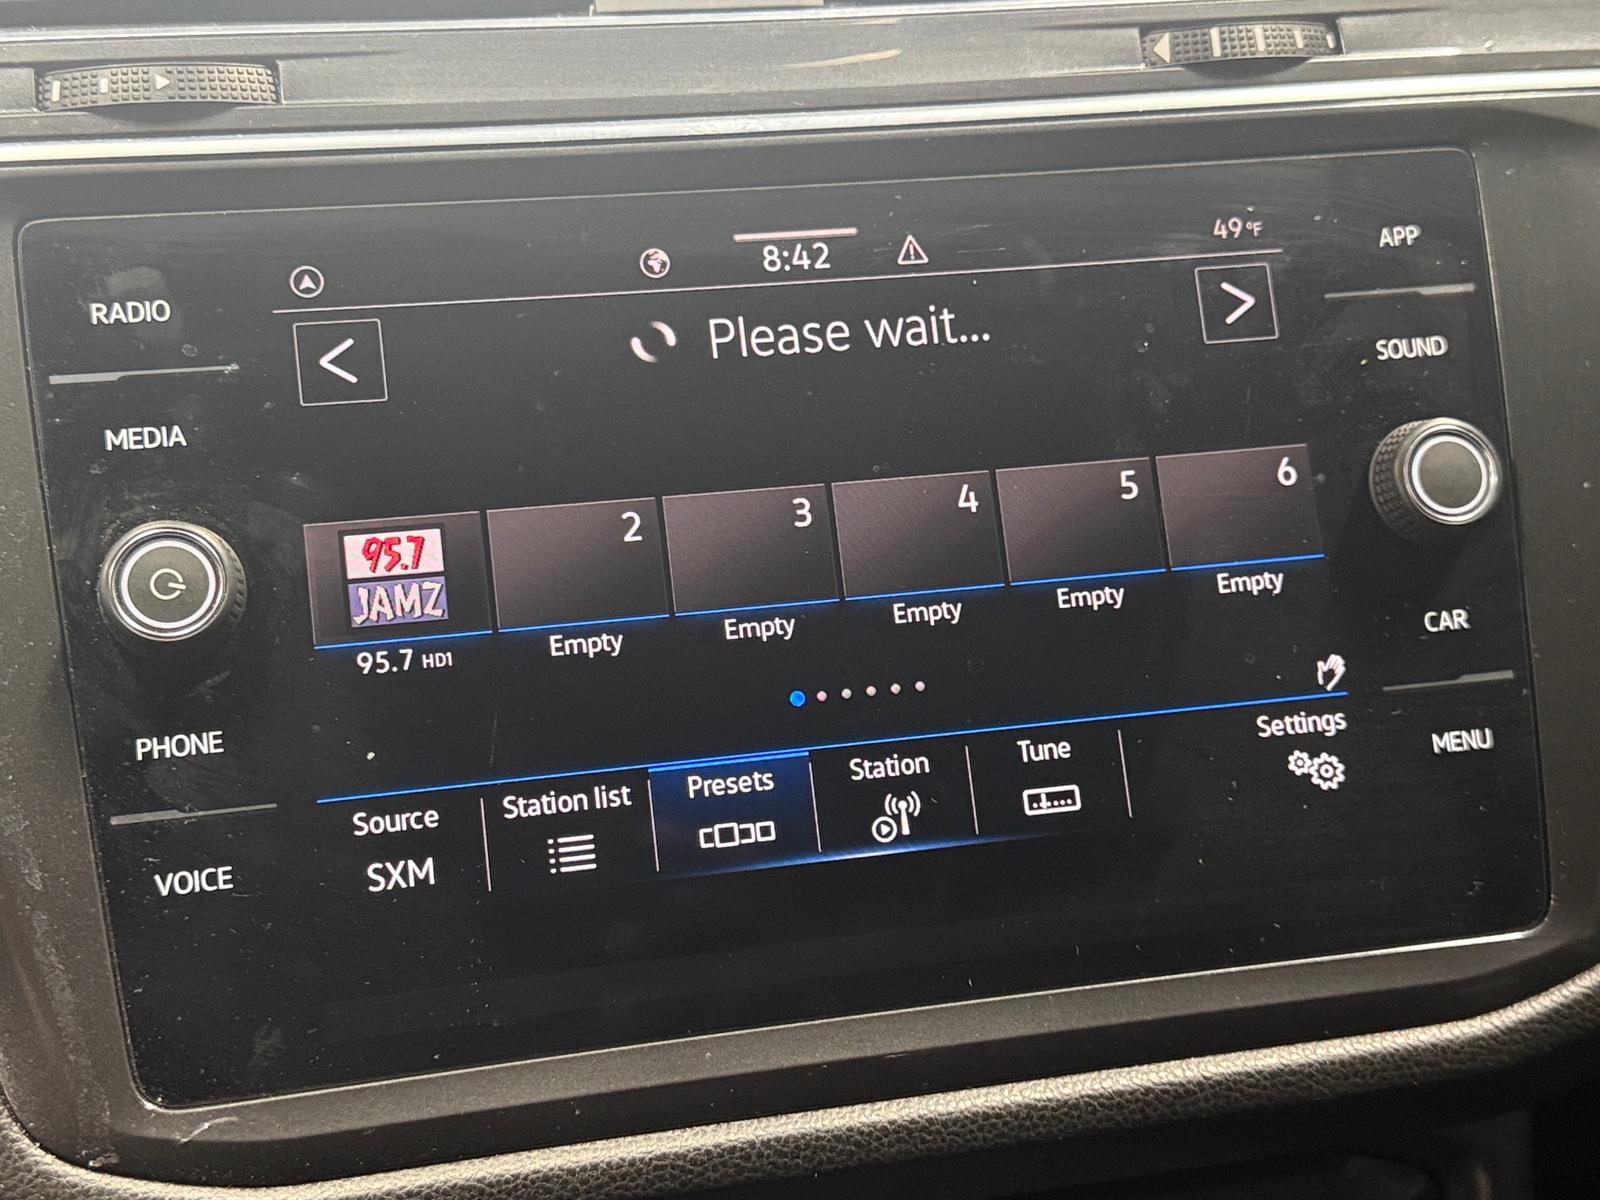 8:42
49°F
APP
RADIO
Please wait...
SOUND
MEDIA
95.7
JAMZ
2
3
4
5
6
95.7 HD1
Empty
Empty
Empty
Empty
Empty
CAR
PHONE
Settings
MENU
Source
Station list
Presets
Station
Tune
SXM
VOICE